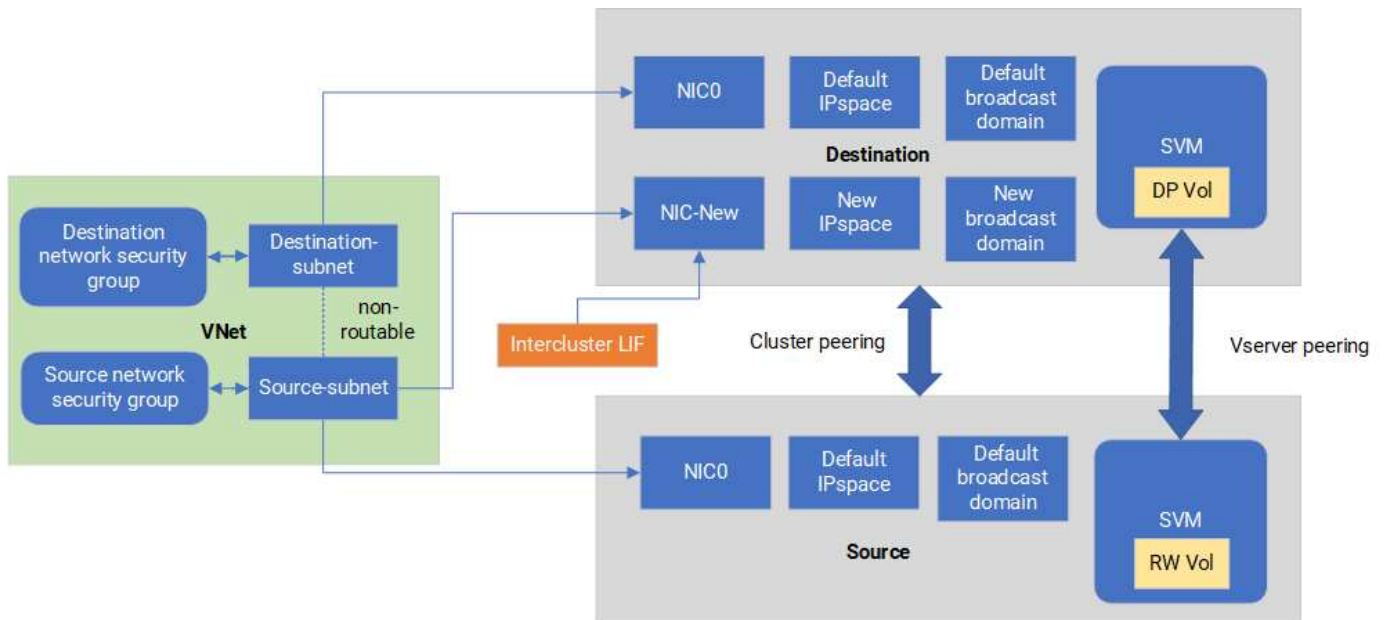 NIC0
Default
IPspace
Default
broadcast
domain
SVM
DP Vol
Destination
NIC-New
New
IPspace
New
broadcast
domain
Destination
network security
group
Destination-
subnet
VNet
non-
routable
Source network
security group
Source-subnet
Intercluster LIF
Cluster peering
Vserver peering
NIC0
Default
IPspace
Default
broadcast
domain
SVM
RW Vol
Source